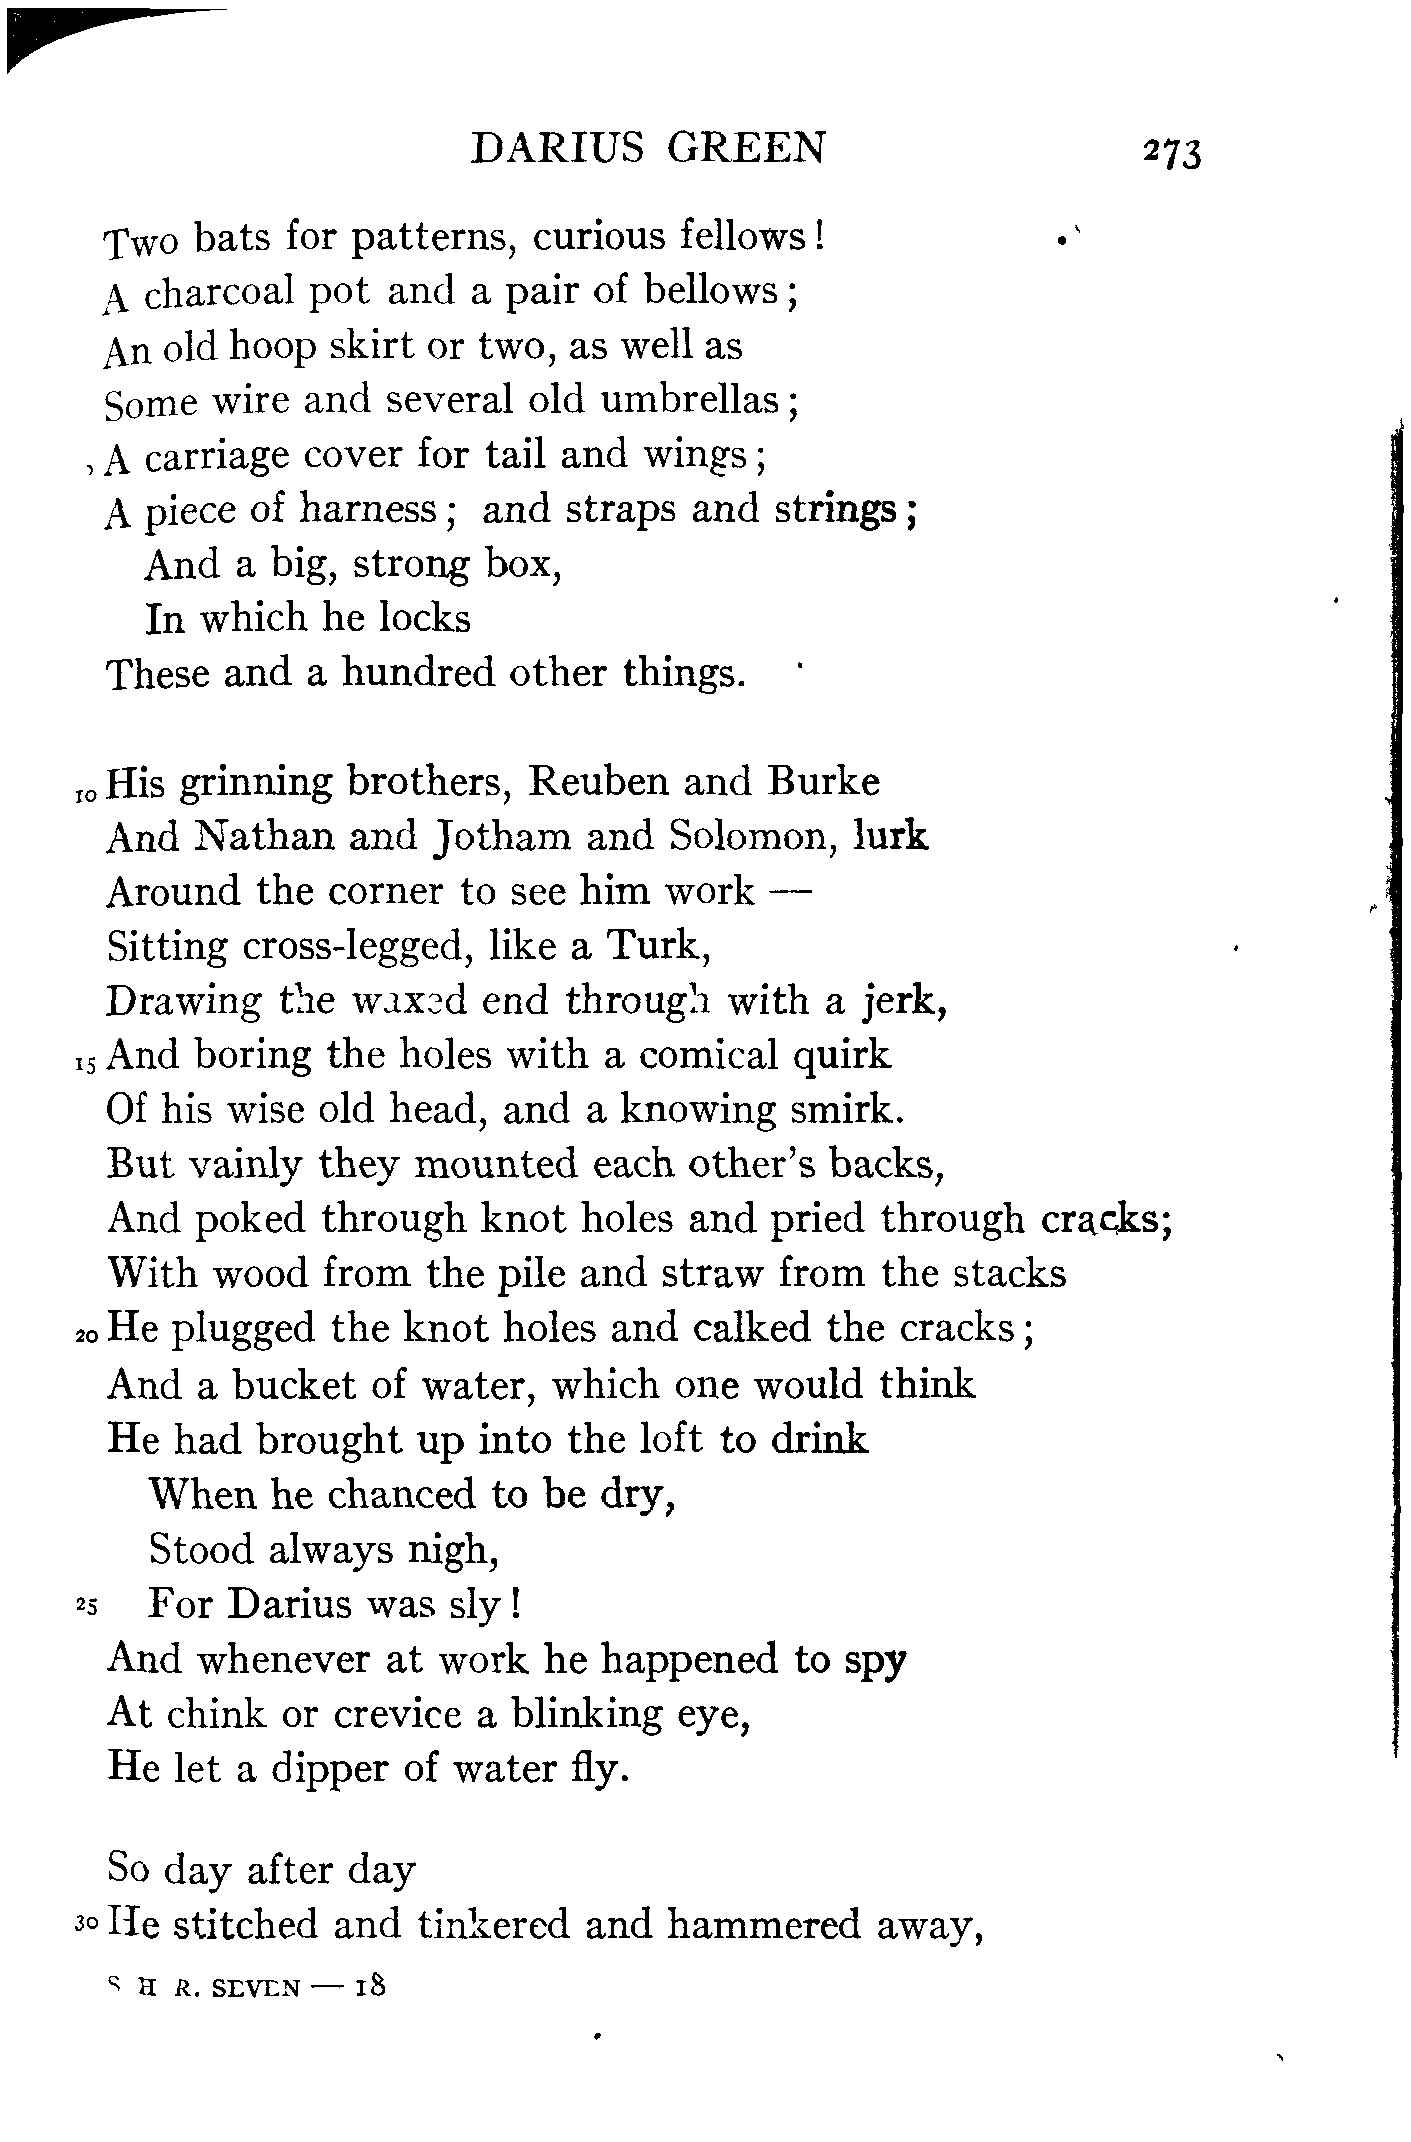 DARIUS GREEN 273
Two bats for patterns, curious fellows!
A charcoal pot and a pair of bellows;
An old hoop skirt or two, as well as
Some wire and several old umbrellas;
A carriage cover for tail and wings;
A piece of harness; and straps and strings;
And a big, strong box,
In which he locks
These and a hundred other things.
10 His grinning brothers, Reuben and Burke
And Nathan and Jotham and Solomon, lurk
Around the corner to see him work —
Sitting cross-legged, like a Turk,
Drawing the waxed end through with a jerk,
15 And boring the holes with a comical quirk
Of his wise old head, and a knowing smirk.
But vainly they mounted each other's backs,
And poked through knot holes and pried through cracks;
With wood from the pile and straw from the stacks
20 He plugged the knot holes and calked the cracks;
And a bucket of water, which one would think
He had brought up into the loft to drink
When he chanced to be dry,
Stood always nigh,
25 For Darius was sly!
And whenever at work he happened to spy
At chink or crevice a blinking eye,
He let a dipper of water fly.
So day after day
30 He stitched and tinkered and hammered away,
S H R. SEVEN — 18